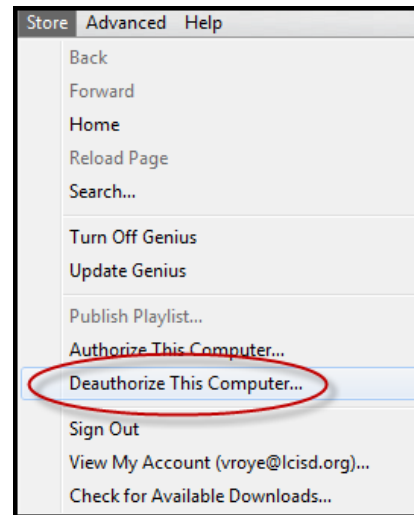 Store Advanced Help
Back
Forward
Home
Reload Page
Search...
Turn Off Genius
Update Genius
Publish Playlist...
Authorize This Computer...
Deauthorize This Computer...
Sign Out
View My Account (vroye@lcisd.org)...
Check for Available Downloads...